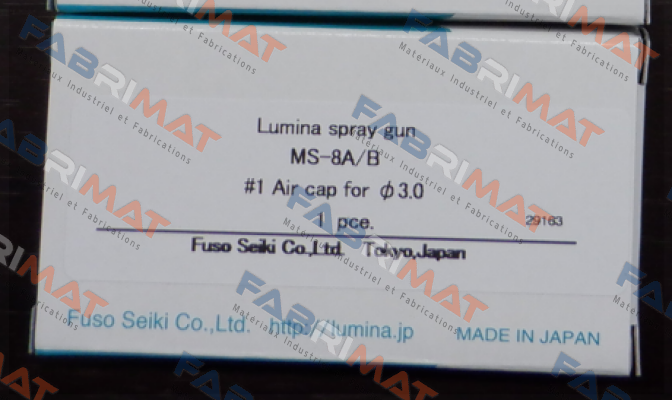 Lumina spray gun
MS-8A/B
#1 Air cap for φ3.0
1 pce.
29163
Fuso Seiki Co.,Ltd. Tokyo,Japan
Fuso Seiki Co.,Ltd. http://lumina.jp MADE IN JAPAN
FABRIMAT
Materiaux Industriel et Fabrications